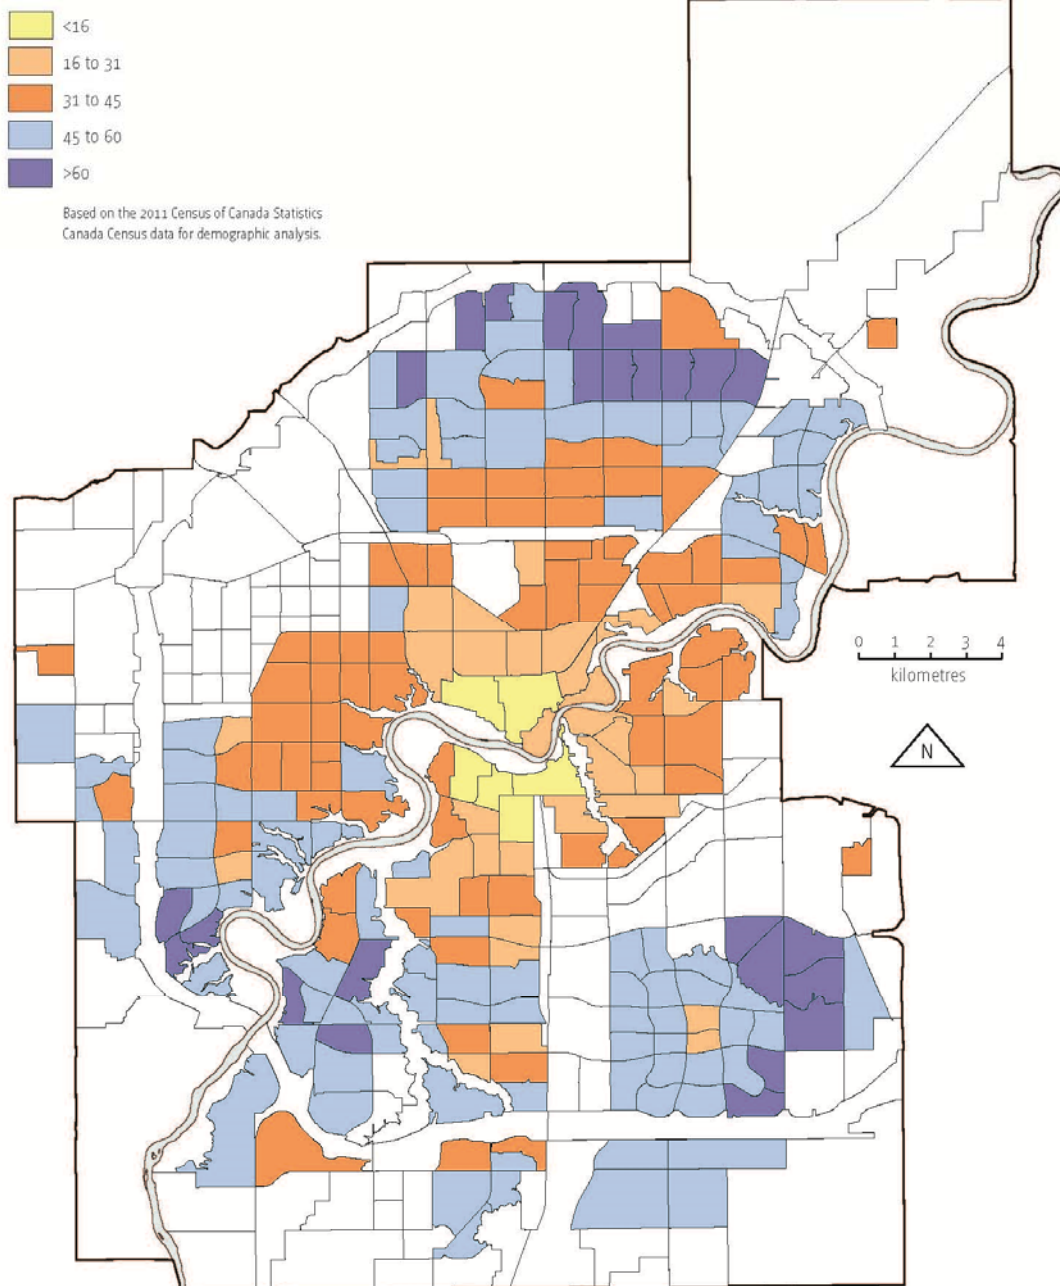 <16
16 to 31
31 to 45
45 to 60
>60
Based on the 2011 Census of Canada Statistics
Canada Census data for demographic analysis.
0 1 2 3 4
kilometres
N